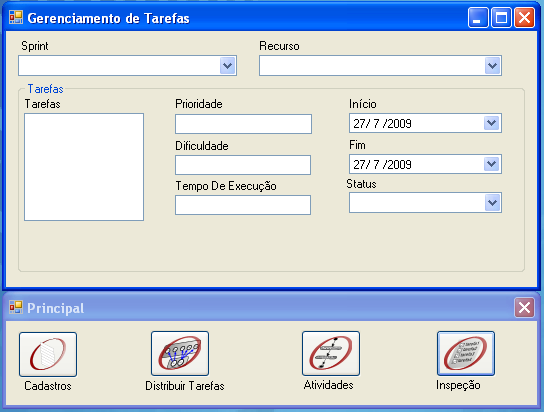 Gerenciamento de Tarefas
Sprint Recurso
Tarefas
Tarefas Prioridade Início
27/ 7 /2009
Dificuldade Fim
27/ 7 /2009
Tempo De Execução Status
Principal
Cadastros Distribuir Tarefas Atividades Inspeção